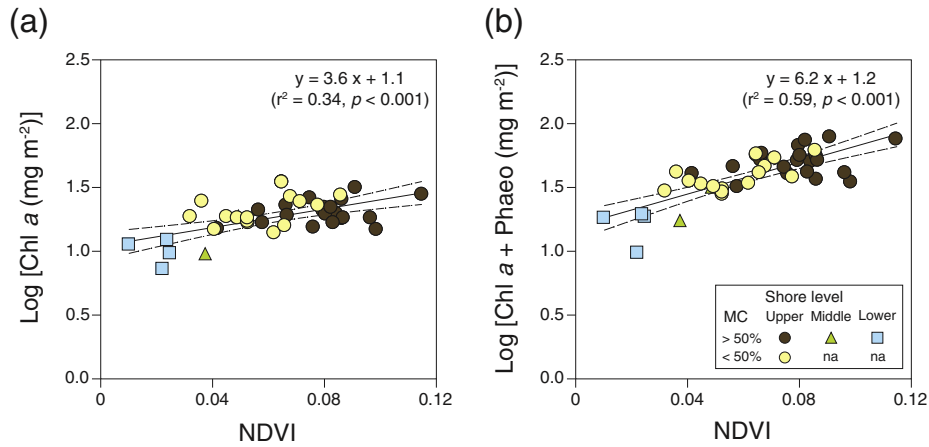 (a)
y = 3.6 x + 1.1
(r² = 0.34, p < 0.001)
Log [Chl a (mg m⁻²)]
2.5
2.0
1.5
1.0
0.5
0.0
0 0.04 0.08 0.12
NDVI
(b)
y = 6.2 x + 1.2
(r² = 0.59, p < 0.001)
Log [Chl a + Phaeo (mg m⁻²)]
2.5
2.0
1.5
1.0
0.5
0.0
0 0.04 0.08 0.12
NDVI
Shore level
MC Upper Middle Lower
> 50%
< 50% na na